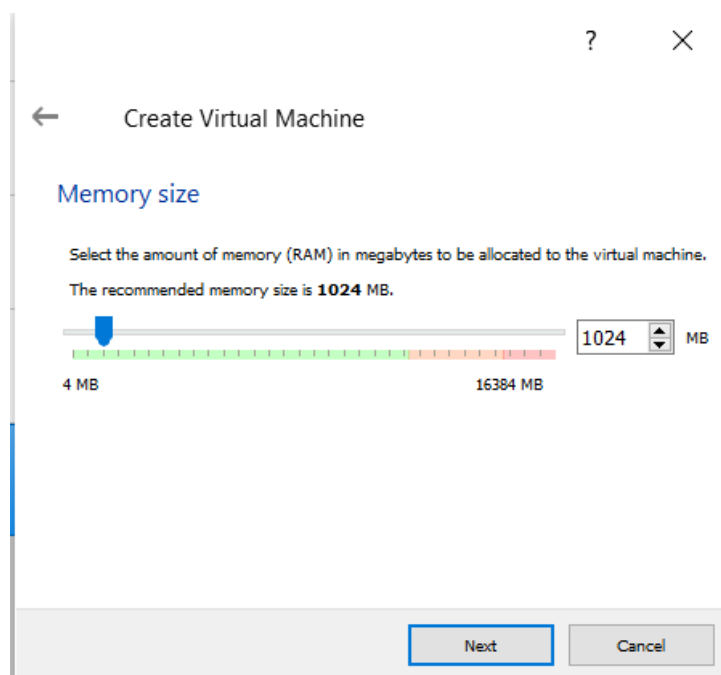 ?
Create Virtual Machine
Memory size
Select the amount of memory (RAM) in megabytes to be allocated to the virtual machine.
The recommended memory size is 1024 MB.
1024 MB
4 MB 16384 MB
Next Cancel